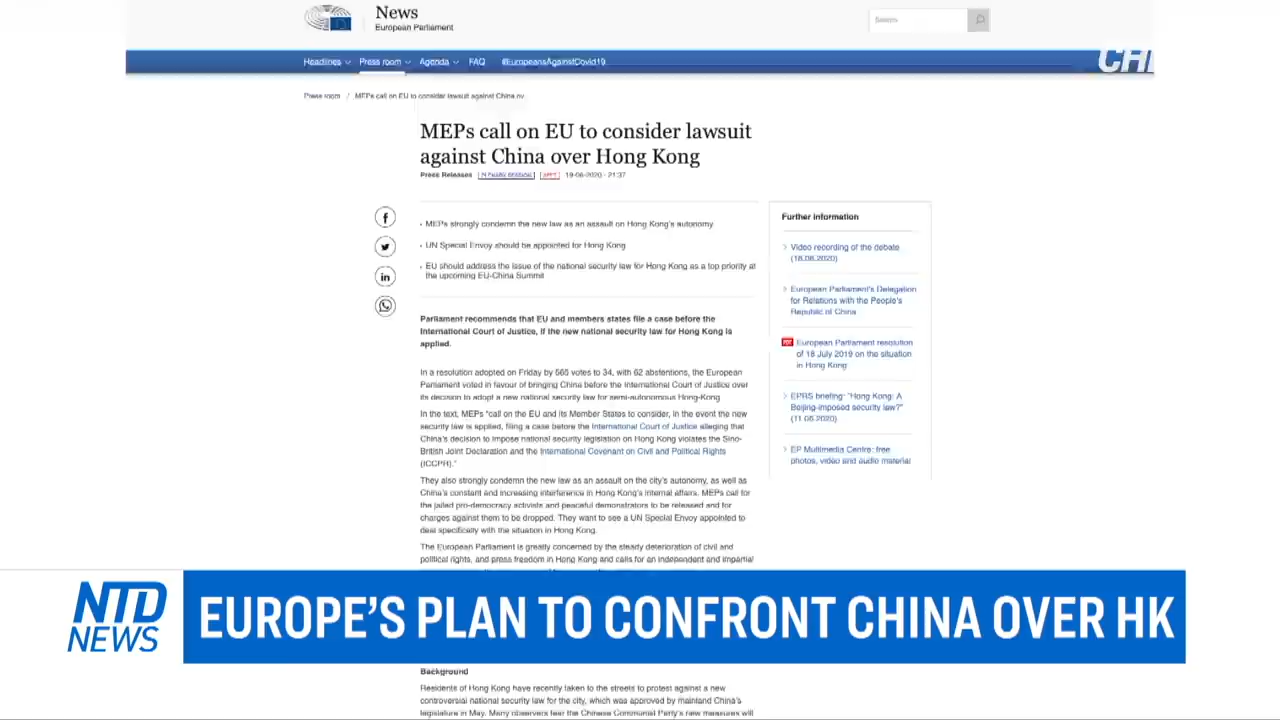 News
European Parliament
Search
Headlines
Press room
Agenda
FAQ
#EuropeansAgainstCovid19
CHI
Press room / MEPs call on EU to consider lawsuit against China ov
MEPs call on EU to consider lawsuit
against China over Hong Kong
Press Releases
19-06-2020 - 21:37
MEPs strongly condemn the new law as an assault on Hong Kong's autonomy
UN Special Envoy should be appointed for Hong Kong
EU should address the issue of the national security law for Hong Kong as a top priority at
the upcoming EU-China Summit
Parliament recommends that EU and members states file a case before the
International Court of Justice, if the new national security law for Hong Kong is
applied.
In a resolution adopted on Friday by 565 votes to 34, with 62 abstentions, the European
Parliament voted in favour of bringing China before the International Court of Justice over
its decision to adopt a new national security law for semi-autonomous Hong-Kong
In the text, MEPs "call on the EU and its Member States to consider, in the event the new
security law is applied, filing a case before the International Court of Justice alleging that
China's decision to impose national security legislation on Hong Kong violates the Sino-
British Joint Declaration and the International Covenant on Civil and Political Rights
(ICCPR)."
They also strongly condemn the new law as an assault on the city's autonomy, as well as
China's constant and increasing interference in Hong Kong's internal affairs. MEPs call for
the jailed pro-democracy activists and peaceful demonstrators to be released and for
charges against them to be dropped. They want to see a UN Special Envoy appointed to
deal specifically with the situation in Hong Kong.
The European Parliament is greatly concerned by the steady deterioration of civil and
political rights, and press freedom in Hong Kong and calls for an independent and impartial
Further information
Video recording of the debate
(18.06.2020)
European Parliament's Delegation
for Relations with the People's
Republic of China
European Parliament resolution
of 18 July 2019 on the situation
in Hong Kong
EPRS briefing: "Hong Kong: A
Beijing-imposed security law?"
(11.06.2020)
EP Multimedia Centre: free
photos, video and audio material
NTD
NEWS
EUROPE'S PLAN TO CONFRONT CHINA OVER HK
Background
Residents of Hong Kong have recently taken to the streets to protest against a new
controversial national security law for the city, which was approved by mainland China's
legislature in May. Many observers fear the Chinese Communist Party's new measures will